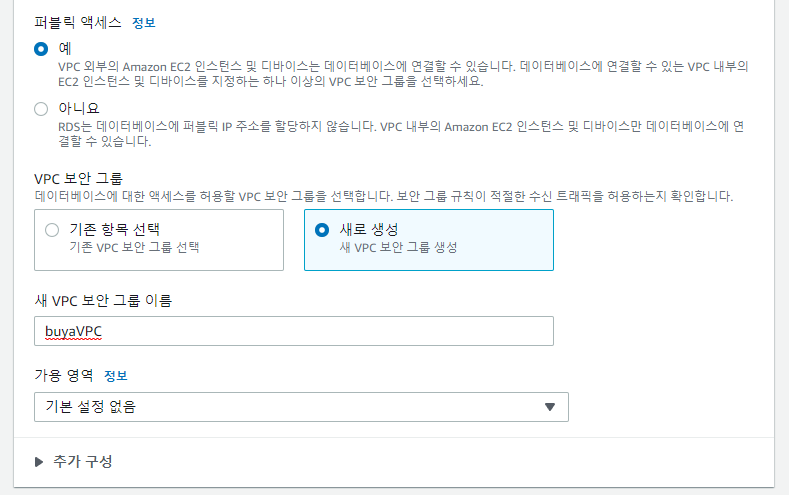 퍼블릭 액세스 정보
예
VPC 외부의 Amazon EC2 인스턴스 및 디바이스는 데이터베이스에 연결할 수 있습니다. 데이터베이스에 연결할 수 있는 VPC 내부의
EC2 인스턴스 및 디바이스를 지정하는 하나 이상의 VPC 보안 그룹을 선택하세요.
아니요
RDS는 데이터베이스에 퍼블릭 IP 주소를 할당하지 않습니다. VPC 내부의 Amazon EC2 인스턴스 및 디바이스만 데이터베이스에 연
결할 수 있습니다.
VPC 보안 그룹
데이터베이스에 대한 액세스를 허용할 VPC 보안 그룹을 선택합니다. 보안 그룹 규칙이 적절한 수신 트래픽을 허용하는지 확인합니다.
기존 항목 선택
기존 VPC 보안 그룹 선택
새로 생성
새 VPC 보안 그룹 생성
새 VPC 보안 그룹 이름
buyaVPC
가용 영역 정보
기본 설정 없음
추가 구성